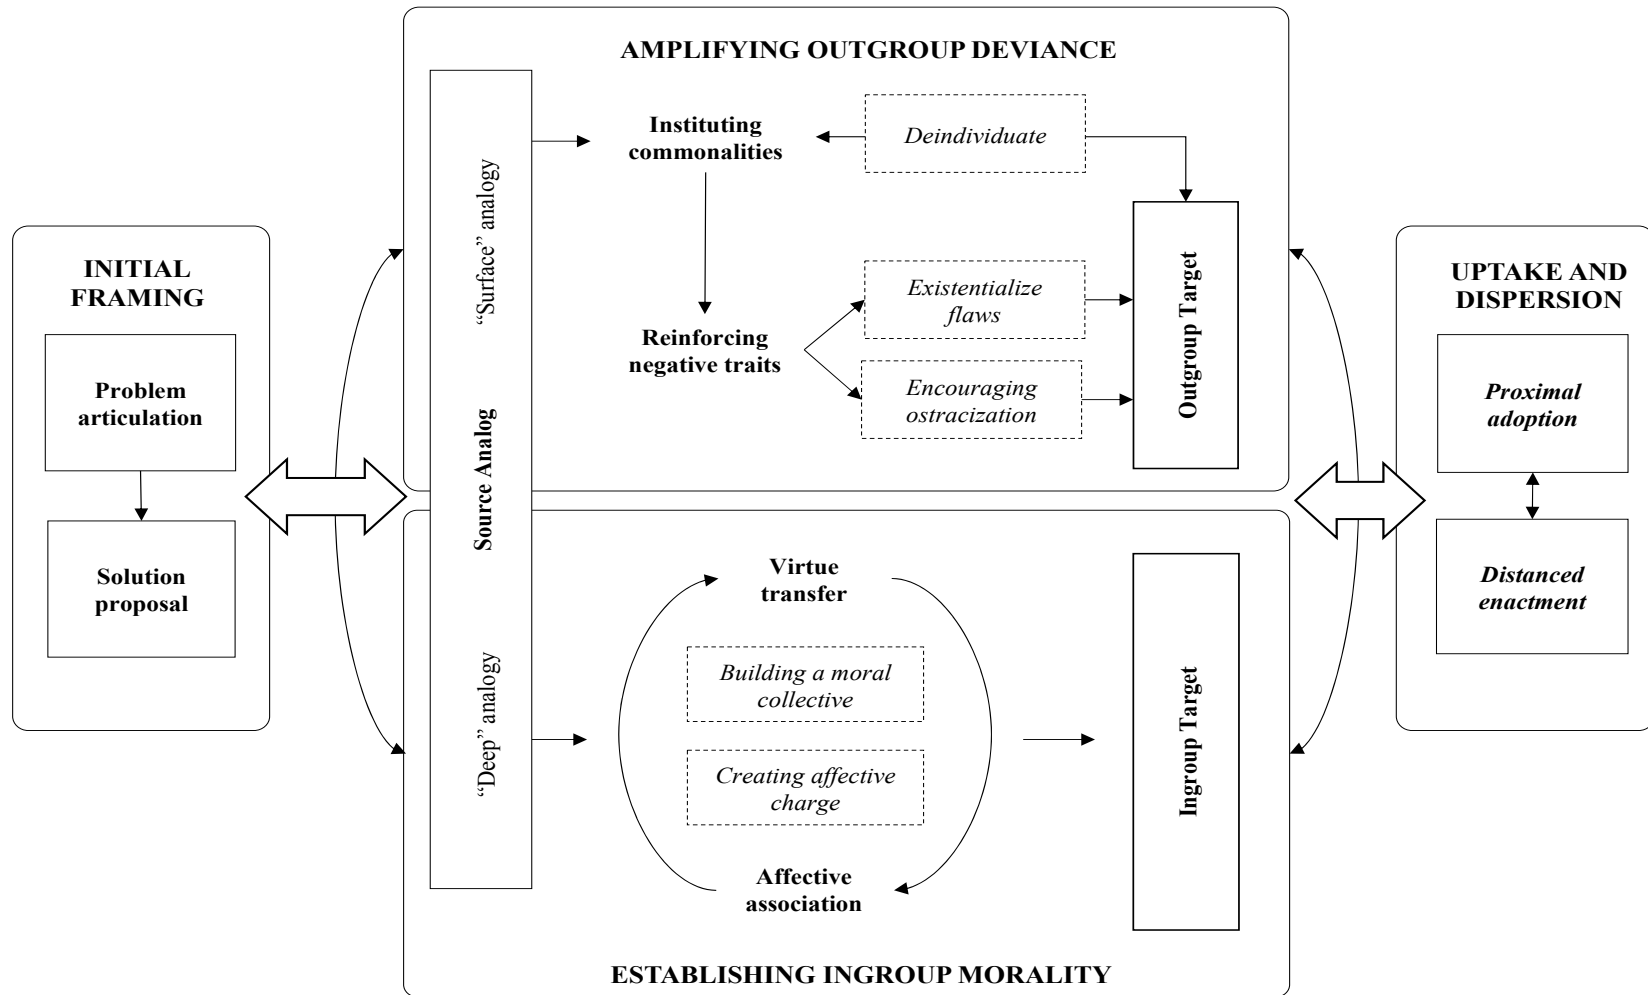 AMPLIFYING OUTGROUP DEVIANCE
Instituting
commonalities
Deindividuate
"Surface" analogy
INITIAL
FRAMING
Problem
articulation
Solution
proposal
Source Analog
Reinforcing
negative traits
Existentialize
flaws
Encouraging
ostracization
Outgroup Target
UPTAKE AND
DISPERSION
Proximal
adoption
Distanced
enactment
"Deep" analogy
Virtue
transfer
Building a moral
collective
Creating affective
charge
Affective
association
Ingroup Target
ESTABLISHING INGROUP MORALITY